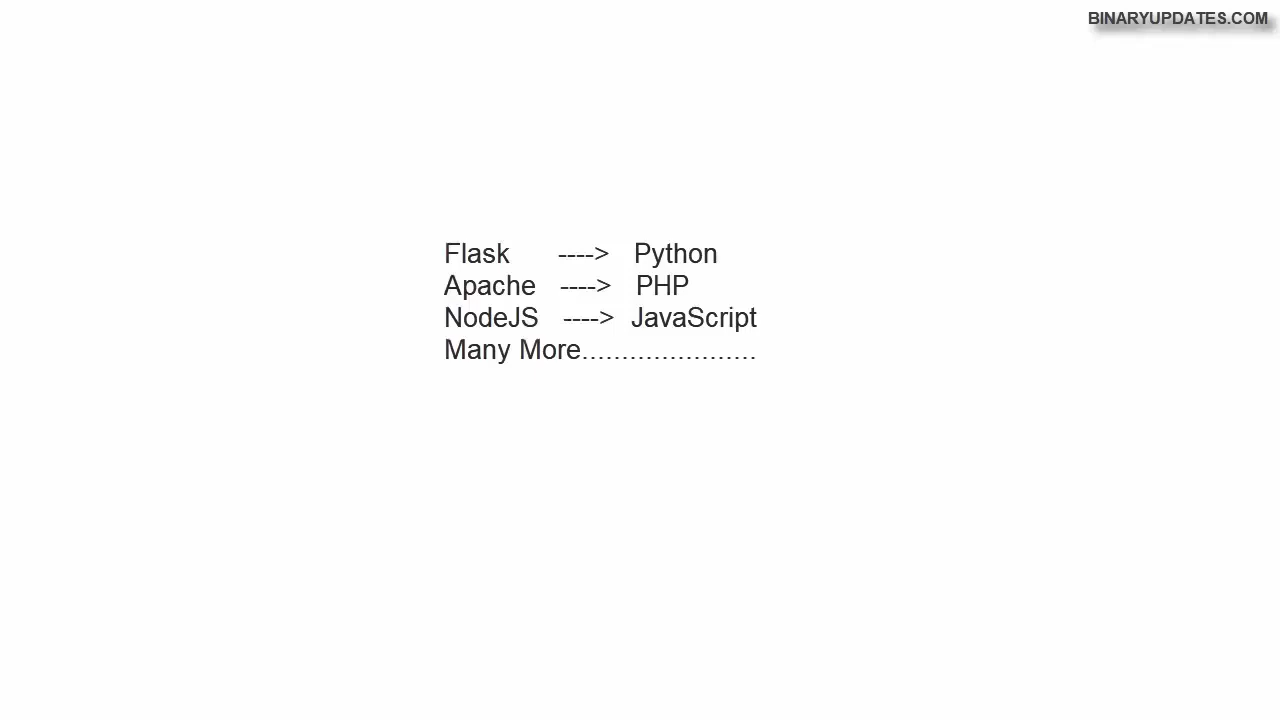 BINARYUPDATES.COM
Flask ----> Python
Apache ----> PHP
NodeJS ----> JavaScript
Many More......................